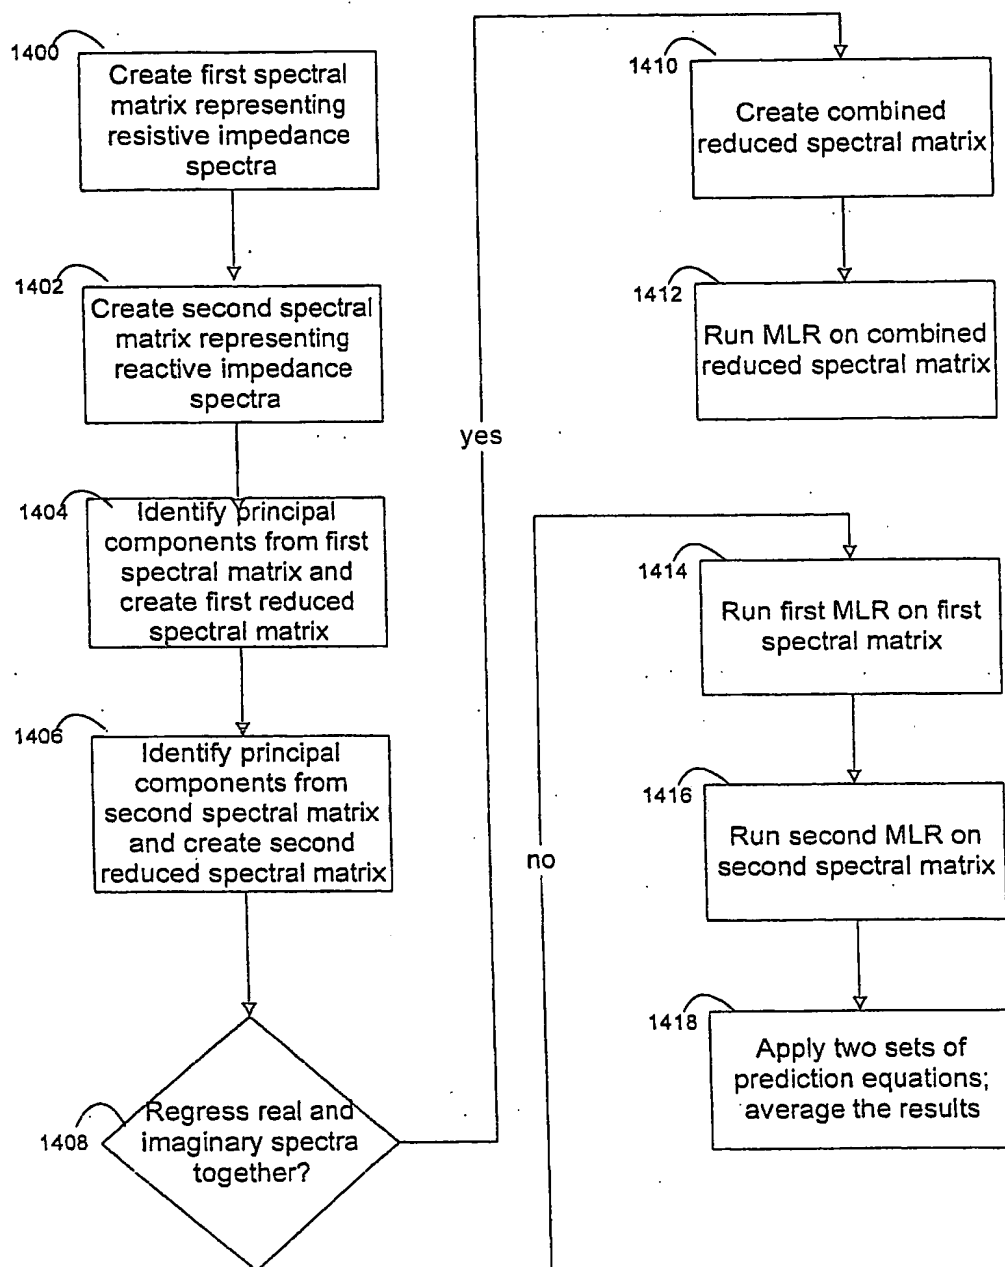 1400
Create first spectral
matrix representing
resistive impedance
spectra
1402
Create second spectral
matrix representing
reactive impedance
spectra
1404
Identify principal
components from first
spectral matrix and
create first reduced
spectral matrix
1406
Identify principal
components from
second spectral matrix
and create second
reduced spectral matrix
1408
Regress real and
imaginary spectra
together?
yes
no
1410
Create combined
reduced spectral matrix
1412
Run MLR on combined
reduced spectral matrix
1414
Run first MLR on first
spectral matrix
1416
Run second MLR on
second spectral matrix
1418
Apply two sets of
prediction equations;
average the results